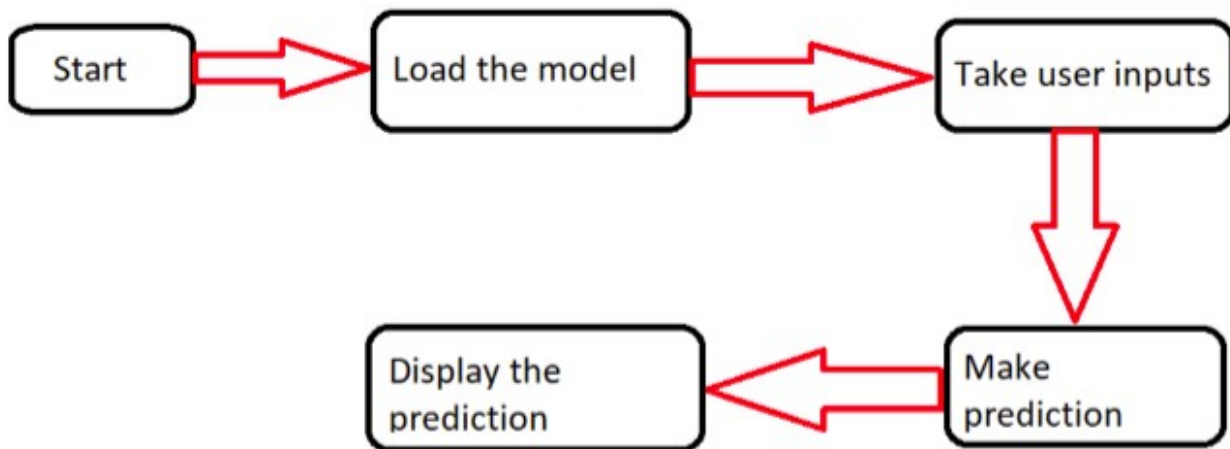 Start
Load the model
Take user inputs
Make
prediction
Display the
prediction